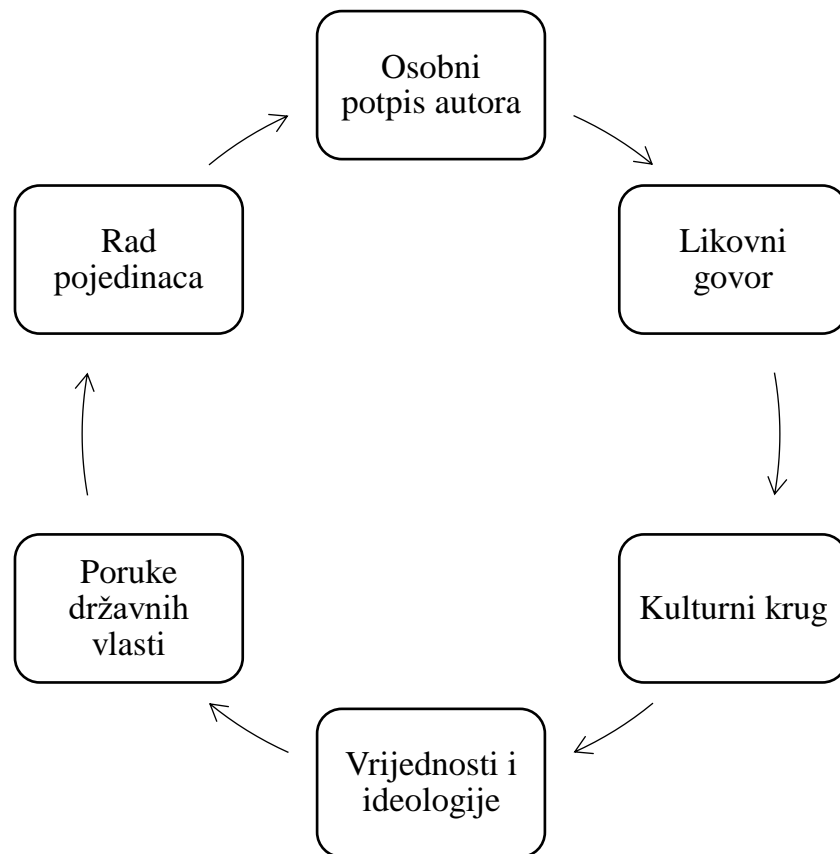 Osobni
potpis autora
Likovni
govor
Kulturni krug
Vrijednosti i
ideologije
Poruke
državnih
vlasti
Rad
pojedinaca